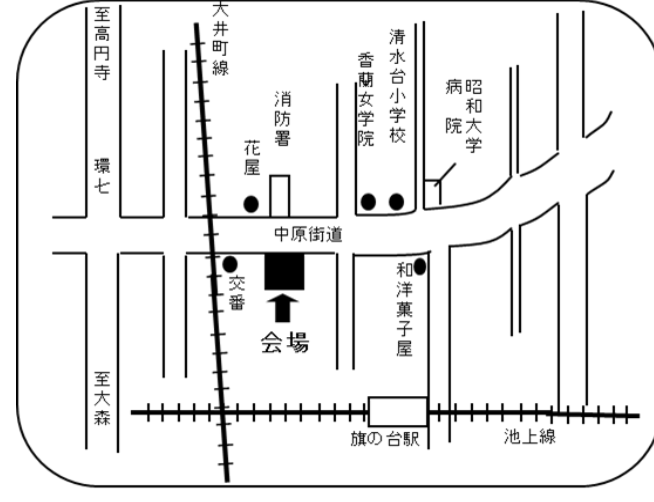 至高円寺
大井町線
清水台小学校
香蘭女学院
昭和大学
病院
消防署
花屋
環七
中原街道
交番
和洋菓子屋
会場
至大森
旗の台駅
池上線